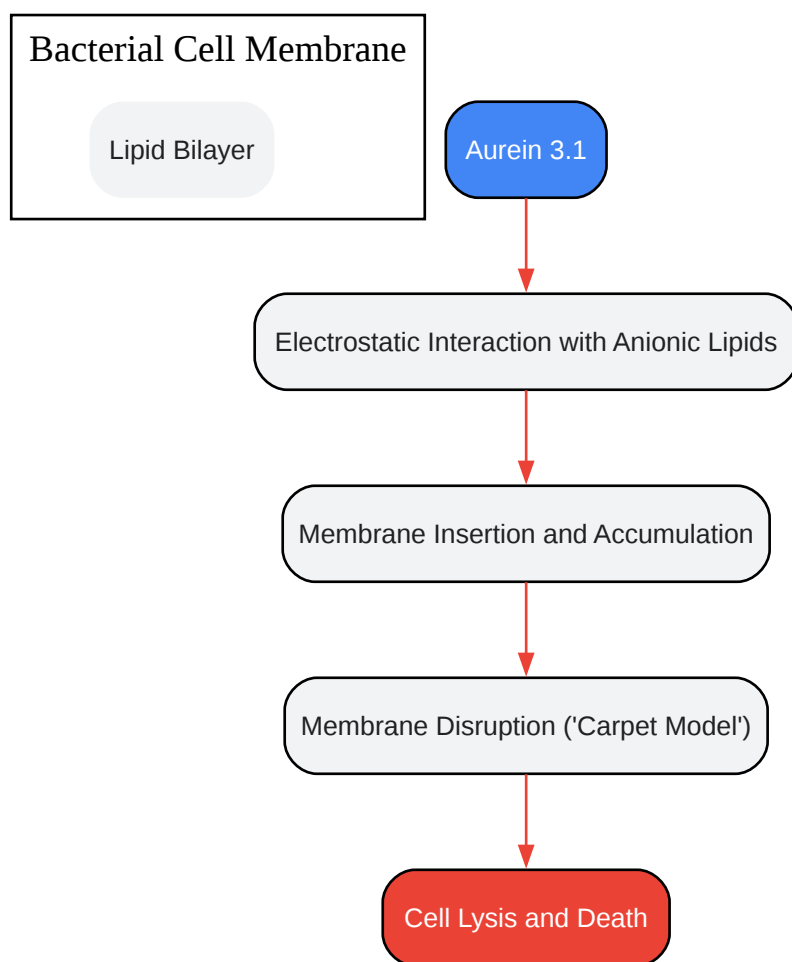 Bacterial Cell Membrane
Lipid Bilayer
Aurein 3.1
Electrostatic Interaction with Anionic Lipids
Membrane Insertion and Accumulation
Membrane Disruption ('Carpet Model')
Cell Lysis and Death